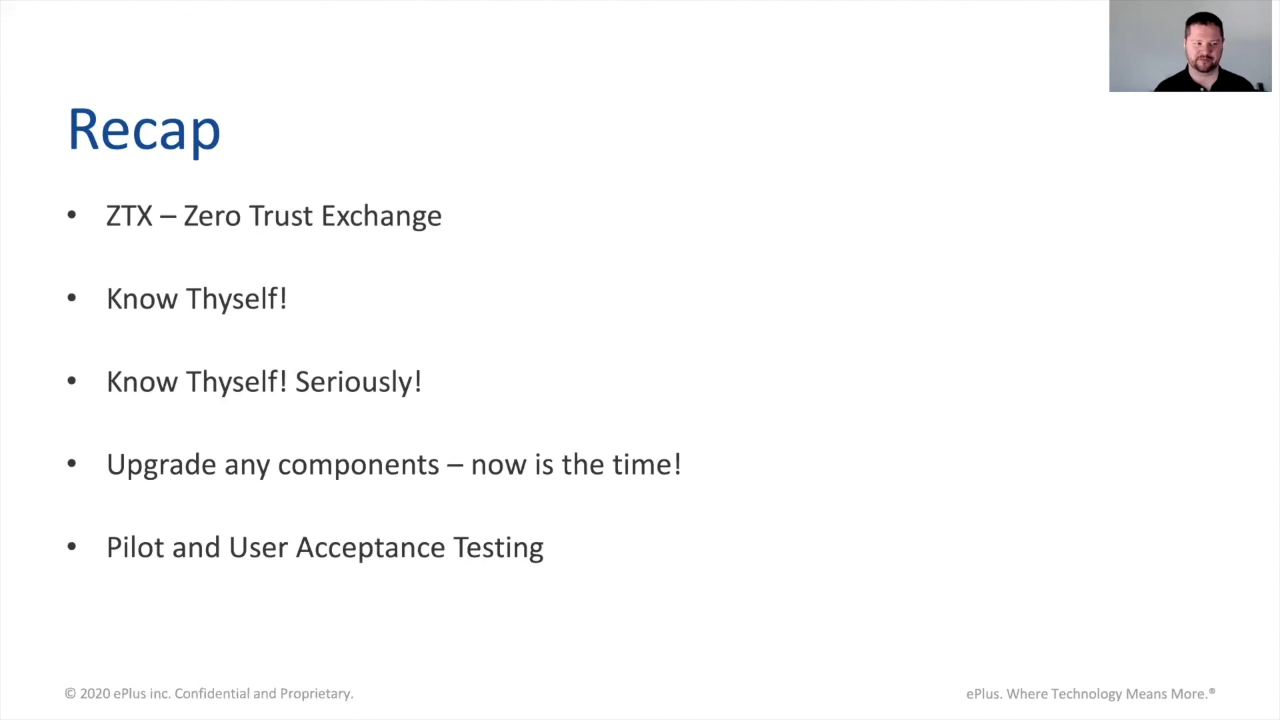 Recap
• ZTX – Zero Trust Exchange
• Know Thyself!
• Know Thyself! Seriously!
• Upgrade any components – now is the time!
• Pilot and User Acceptance Testing
© 2020 ePlus inc. Confidential and Proprietary.
ePlus. Where Technology Means More.®